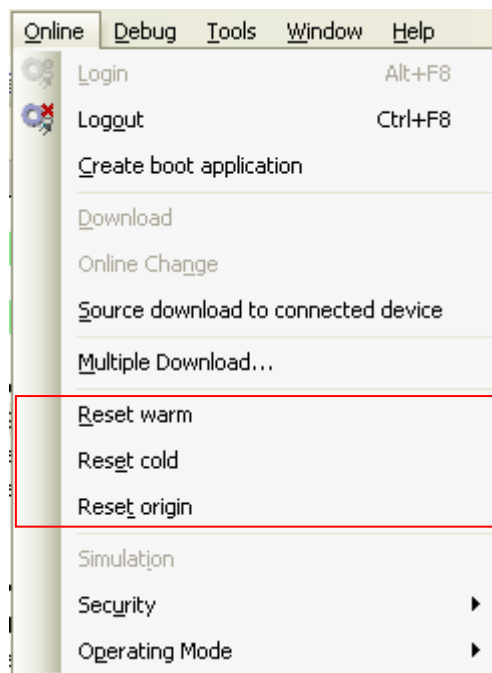 Online Debug Tools Window Help
Login Alt+F8
Logout Ctrl+F8
Create boot application
Download
Online Change
Source download to connected device
Multiple Download...
Reset warm
Reset cold
Reset origin
Simulation
Security
Operating Mode